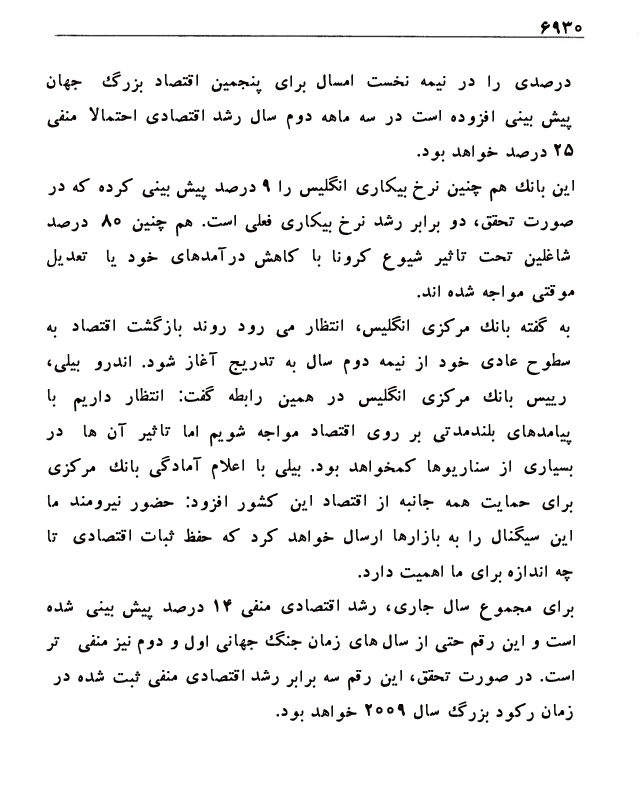 ۶۹۳۰
درصدی را در نیمه نخست امسال برای پنجمین اقتصاد بزرگ جهان
پیش بینی افزوده است در سه ماهه دوم سال رشد اقتصادی احتمالا منفی
۲۵ درصد خواهد بود.
این بانك هم چنین نرخ بیکاری انگلیس را ۹ درصد پیش بینی کرده که در
صورت تحقق، دو برابر رشد نرخ بیکاری فعلی است. هم چنین ۸۰ درصد
شاغلین تحت تاثیر شیوع کرونا با کاهش درآمدهای خود یا تعدیل
موقتی مواجه شده اند.
به گفته بانك مرکزی انگلیس، انتظار می رود روند بازگشت اقتصاد به
سطوح عادی خود از نیمه دوم سال به تدریج آغاز شود. اندرو بیلی،
رییس بانك مرکزی انگلیس در همین رابطه گفت: انتظار داریم با
پیامدهای بلندمدتی بر روی اقتصاد مواجه شویم اما تاثیر آن ها در
بسیاری از سناریوها کمخواهد بود. بیلی با اعلام آمادگی بانك مرکزی
برای حمایت همه جانبه از اقتصاد این کشور افزود: حضور نیرومند ما
این سیگنال را به بازارها ارسال خواهد کرد که حفظ ثبات اقتصادی تا
چه اندازه برای ما اهمیت دارد.
برای مجموع سال جاری، رشد اقتصادی منفی ۱۴ درصد پیش بینی شده
است و این رقم حتی از سال های زمان جنگ جهانی اول و دوم نیز منفی تر
است. در صورت تحقق، این رقم سه برابر رشد اقتصادی منفی ثبت شده در
زمان رکود بزرگ سال ۲۰۰۹ خواهد بود.